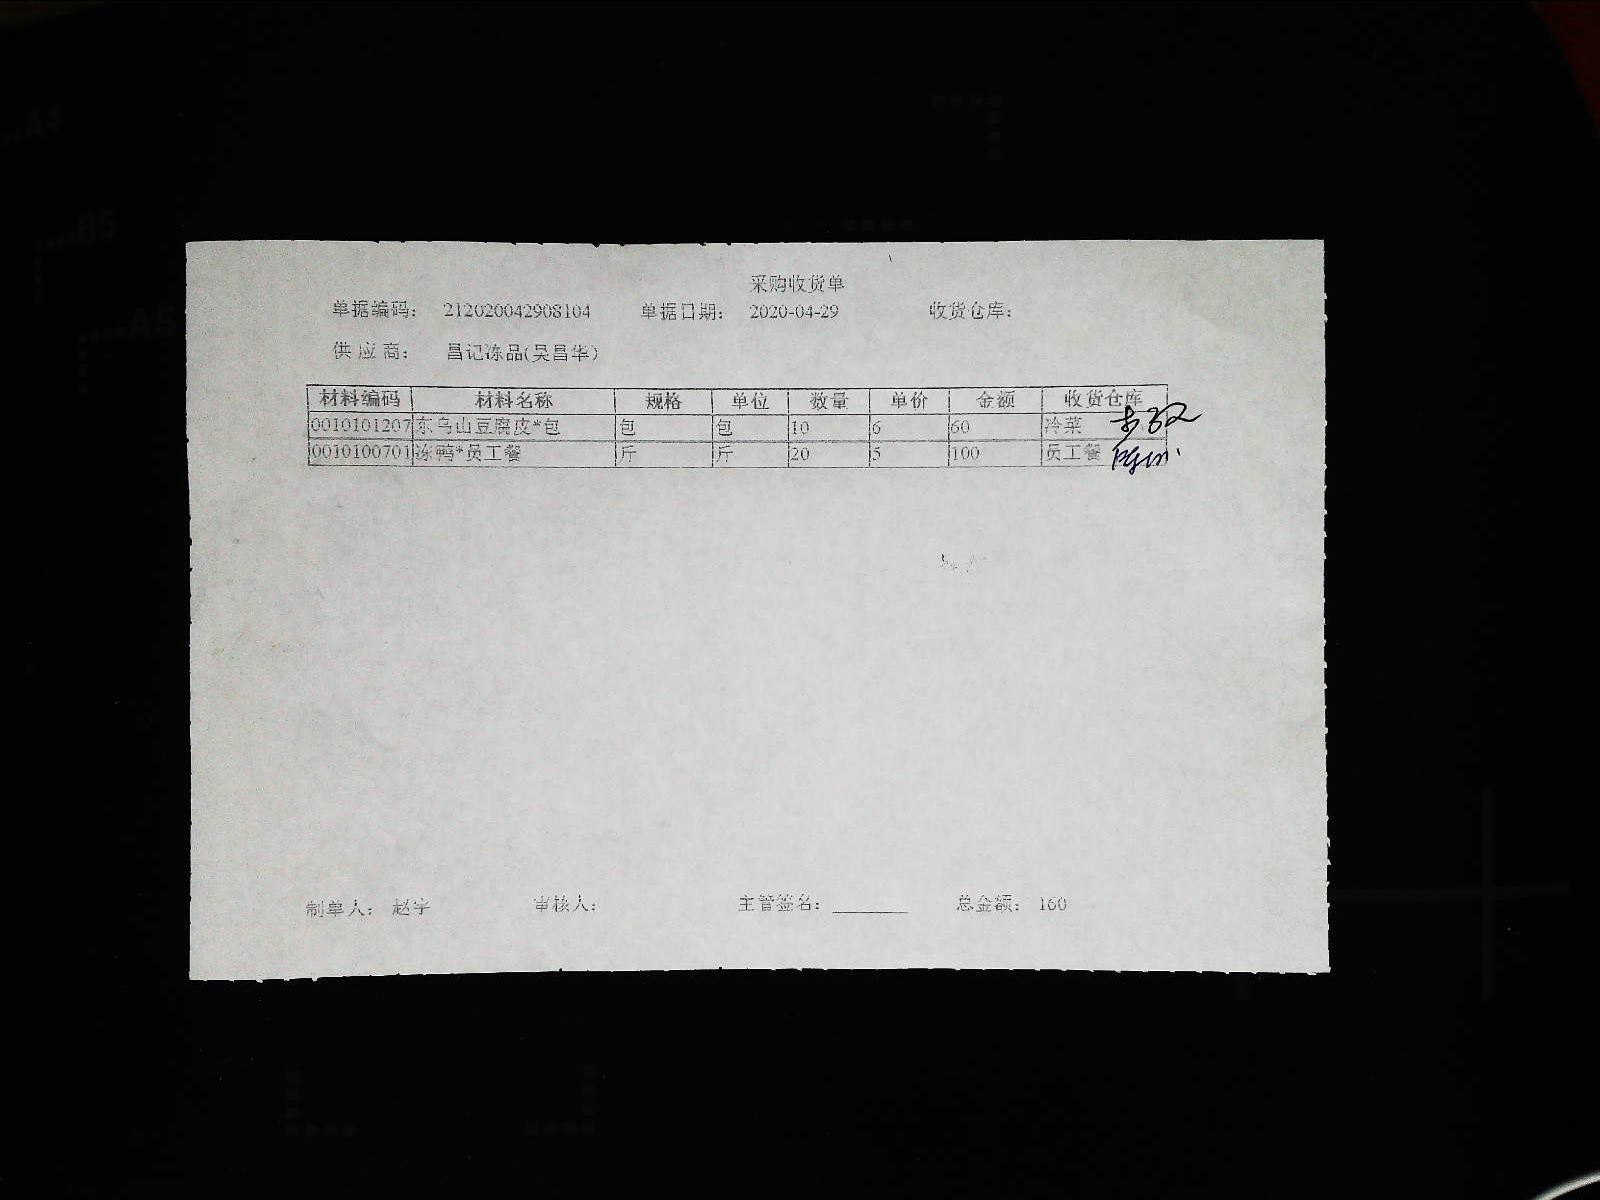 采购收货单
单据编码： 212020042908104 单据日期： 2020-04-29 收货仓库：
供 应 商： 昌记冻品(吴昌华)
材料编码 材料名称 规格 单位 数量 单价 金额 收货仓库
0010101207 东乌山豆腐皮*包 包 包 10 6 60 冷菜
0010100701 冻鸭*员工餐 斤 斤 20 5 100 员工餐
制单人： 赵宇 审核人： 主管签名： 总金额： 160
A4
B5
A5